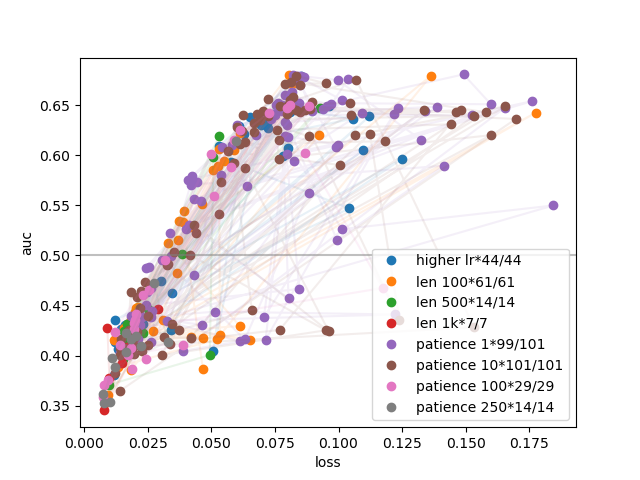 0.65
0.60
0.55
0.50
0.45
0.40
0.35
auc
higher lr*44/44
len 100*61/61
len 500*14/14
len 1k*7/7
patience 1*99/101
patience 10*101/101
patience 100*29/29
patience 250*14/14
0.000 0.025 0.050 0.075 0.100 0.125 0.150 0.175
loss